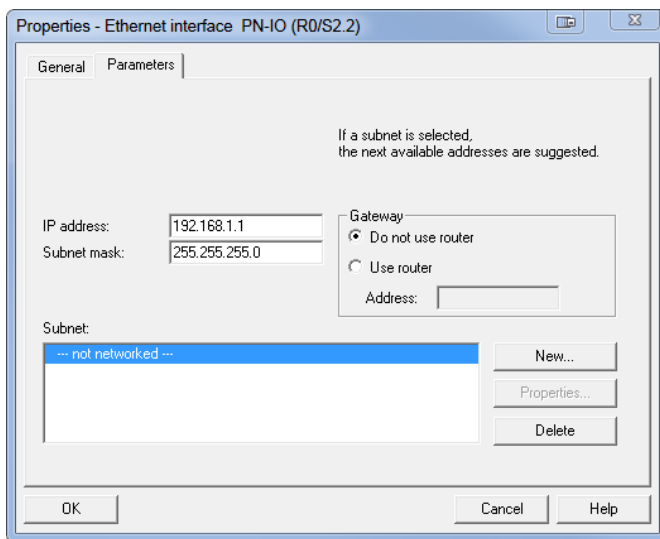 Properties - Ethernet interface PN-IO (R0/S2.2)
General
Parameters
If a subnet is selected,
the next available addresses are suggested.
IP address:
192.168.1.1
Subnet mask:
255.255.255.0
Gateway
Do not use router
Use router
Address:
Subnet:
--- not networked ---
New...
Properties...
Delete
OK
Cancel
Help